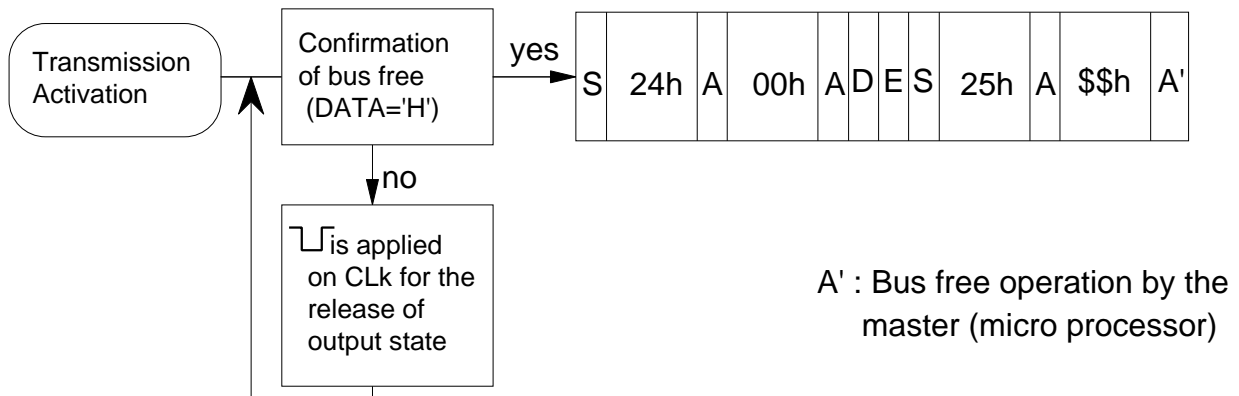 Transmission
Activation
Confirmation
of bus free
(DATA='H')
yes
S 24h A 00h A D E S 25h A $$h A'
no
is applied
on CLk for the
release of
output state
A' : Bus free operation by the
master (micro processor)